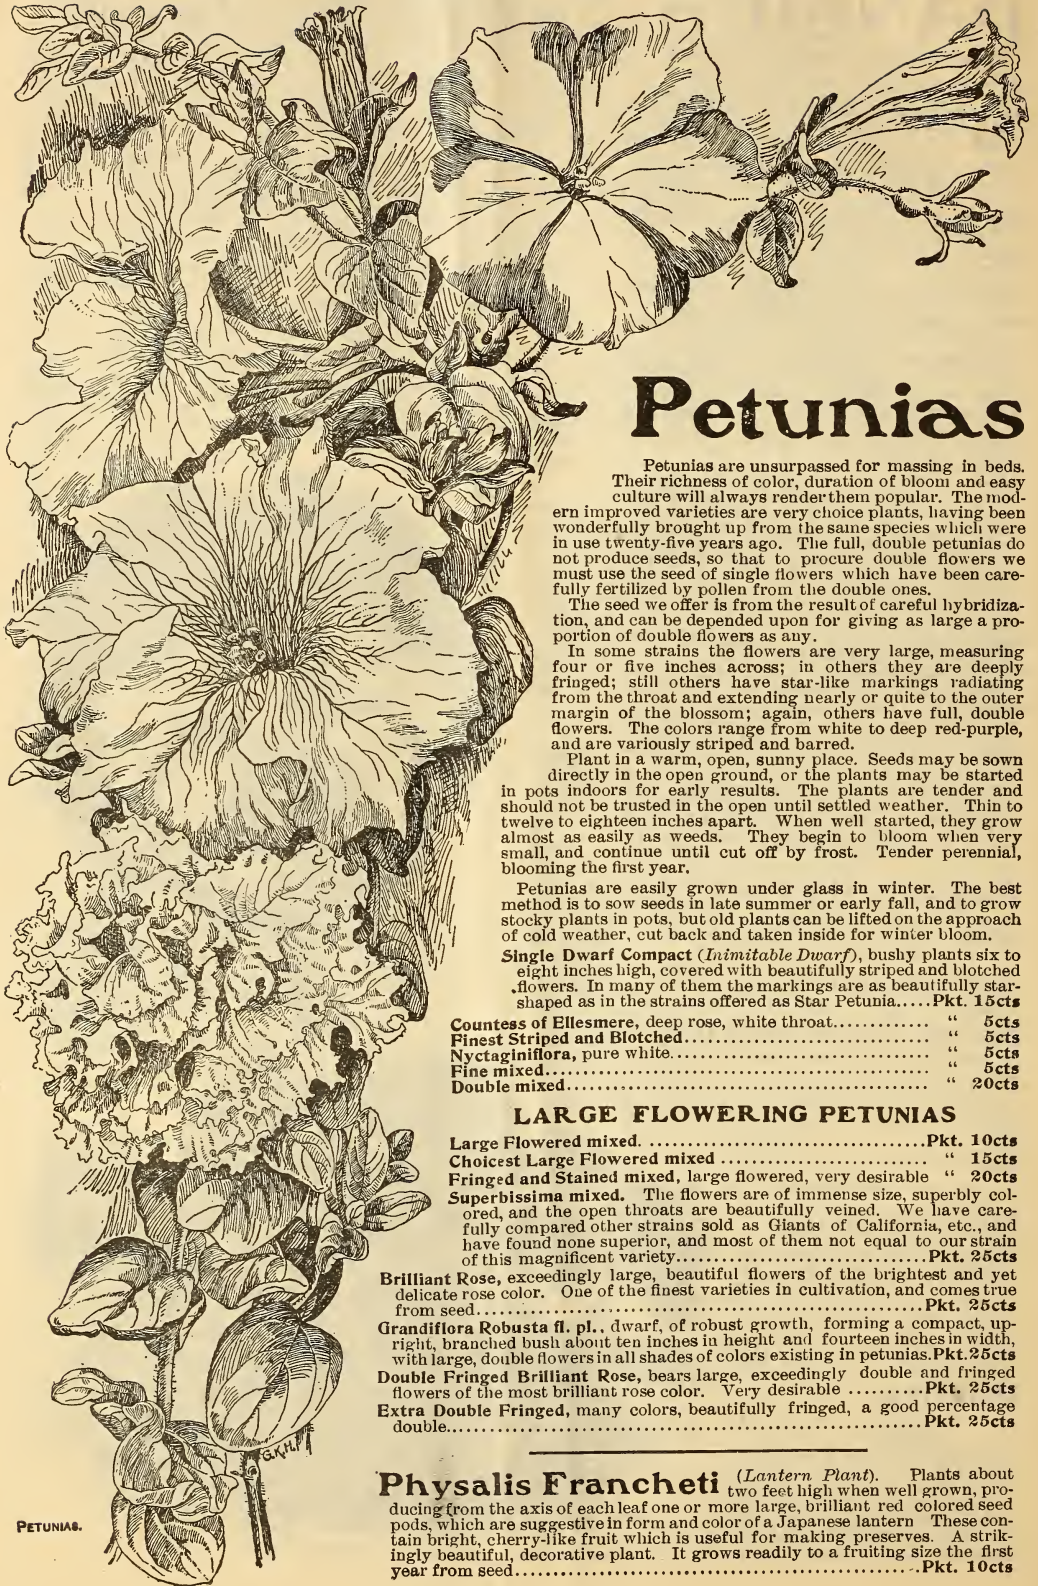 Petunias
Petunias are unsurpassed for massing in beds.
Their richness of color, duration of bloom and easy
culture will always render them popular. The mod-
ern improved varieties are very choice plants, having been
wonderfully brought up from the same species which were
in use twenty-five years ago. The full, double petunias do
not produce seeds, so that to procure double flowers we
must use the seed of single flowers which have been care-
fully fertilized by pollen from the double ones.
The seed we offer is from the result of careful hybridiza-
tion, and can be depended upon for giving as large a pro-
portion of double flowers as any.
In some strains the flowers are very large, measuring
four or five inches across; in others they are deeply
fringed; still others have star-like markings radiating
from the throat and extending nearly or quite to the outer
margin of the blossom; again, others have full, double
flowers. The colors range from white to deep red-purple,
and are variously striped and barred.
Plant in a warm, open, sunny place. Seeds may be sown
directly in the open ground, or the plants may be started
in pots indoors for early results. The plants are tender and
should not be trusted in the open until settled weather. Thin to
twelve to eighteen inches apart. When well started, they grow
almost as easily as weeds. They begin to bloom when very
small, and continue until cut off by frost. Tender perennial,
blooming the first year.
Petunias are easily grown under glass in winter. The best
method is to sow seeds in late summer or early fall, and to grow
stocky plants in pots, but old plants can be lifted on the approach
of cold weather, cut back and taken inside for winter bloom.
Single Dwarf Compact (Inimitable Dwarf), bushy plants six to
eight inches high, covered with beautifully striped and blotched
flowers. In many of them the markings are as beautifully star-
shaped as in the strains offered as Star Petunia.....Pkt. 15cts
Countess of Ellesmere, deep rose, white throat............. " 5cts
Finest Striped and Blotched................................. " 5cts
Nyctaginiflora, pure white................................... " 5cts
Fine mixed................................................... " 5cts
Double mixed................................................ " 20cts
LARGE FLOWERING PETUNIAS
Large Flowered mixed. ....................................Pkt. 10cts
Choicest Large Flowered mixed ........................... " 15cts
Fringed and Stained mixed, large flowered, very desirable " 20cts
Superbissima mixed. The flowers are of immense size, superbly col-
ored, and the open throats are beautifully veined. We have care-
fully compared other strains sold as Giants of California, etc., and
have found none superior, and most of them not equal to our strain
of this magnificent variety................................Pkt. 25cts
Brilliant Rose, exceedingly large, beautiful flowers of the brightest and yet
delicate rose color. One of the finest varieties in cultivation, and comes true
from seed.......................................................Pkt. 25cts
Grandiflora Robusta fl. pl., dwarf, of robust growth, forming a compact, up-
right, branched bush about ten inches in height and fourteen inches in width,
with large, double flowers in all shades of colors existing in petunias.Pkt.25cts
Double Fringed Brilliant Rose, bears large, exceedingly double and fringed
flowers of the most brilliant rose color. Very desirable ..........Pkt. 25cts
Extra Double Fringed, many colors, beautifully fringed, a good percentage
double............................................................Pkt. 25cts
G.K.H.
Physalis Francheti (Lantern Plant). Plants about
two feet high when well grown, pro-
ducing from the axis of each leaf one or more large, brilliant red colored seed
pods, which are suggestive in form and color of a Japanese lantern These con-
tain bright, cherry-like fruit which is useful for making preserves. A strik-
ingly beautiful, decorative plant. It grows readily to a fruiting size the first
year from seed..................................................Pkt. 10cts
PETUNIAS.